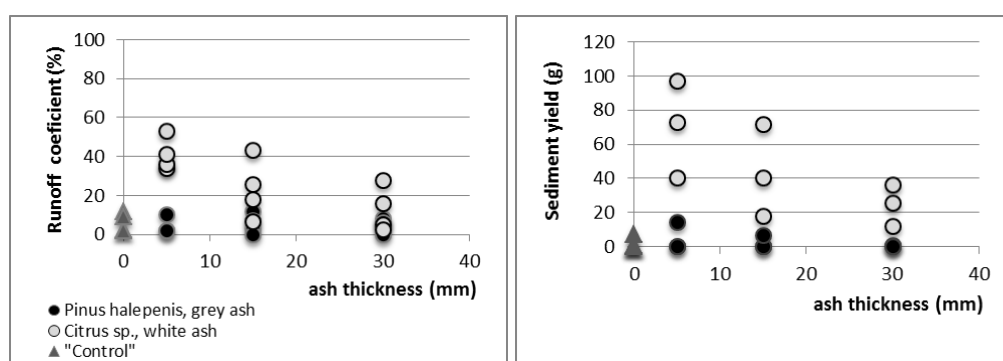 100
80
60
40
20
0
Runoff coeficient (%)
0 10 20 30 40
ash thickness (mm)
Pinus halepenis, grey ash
Citrus sp., white ash
"Control"
120
100
80
60
40
20
0
Sediment yield (g)
0 10 20 30 40
ash thickness (mm)